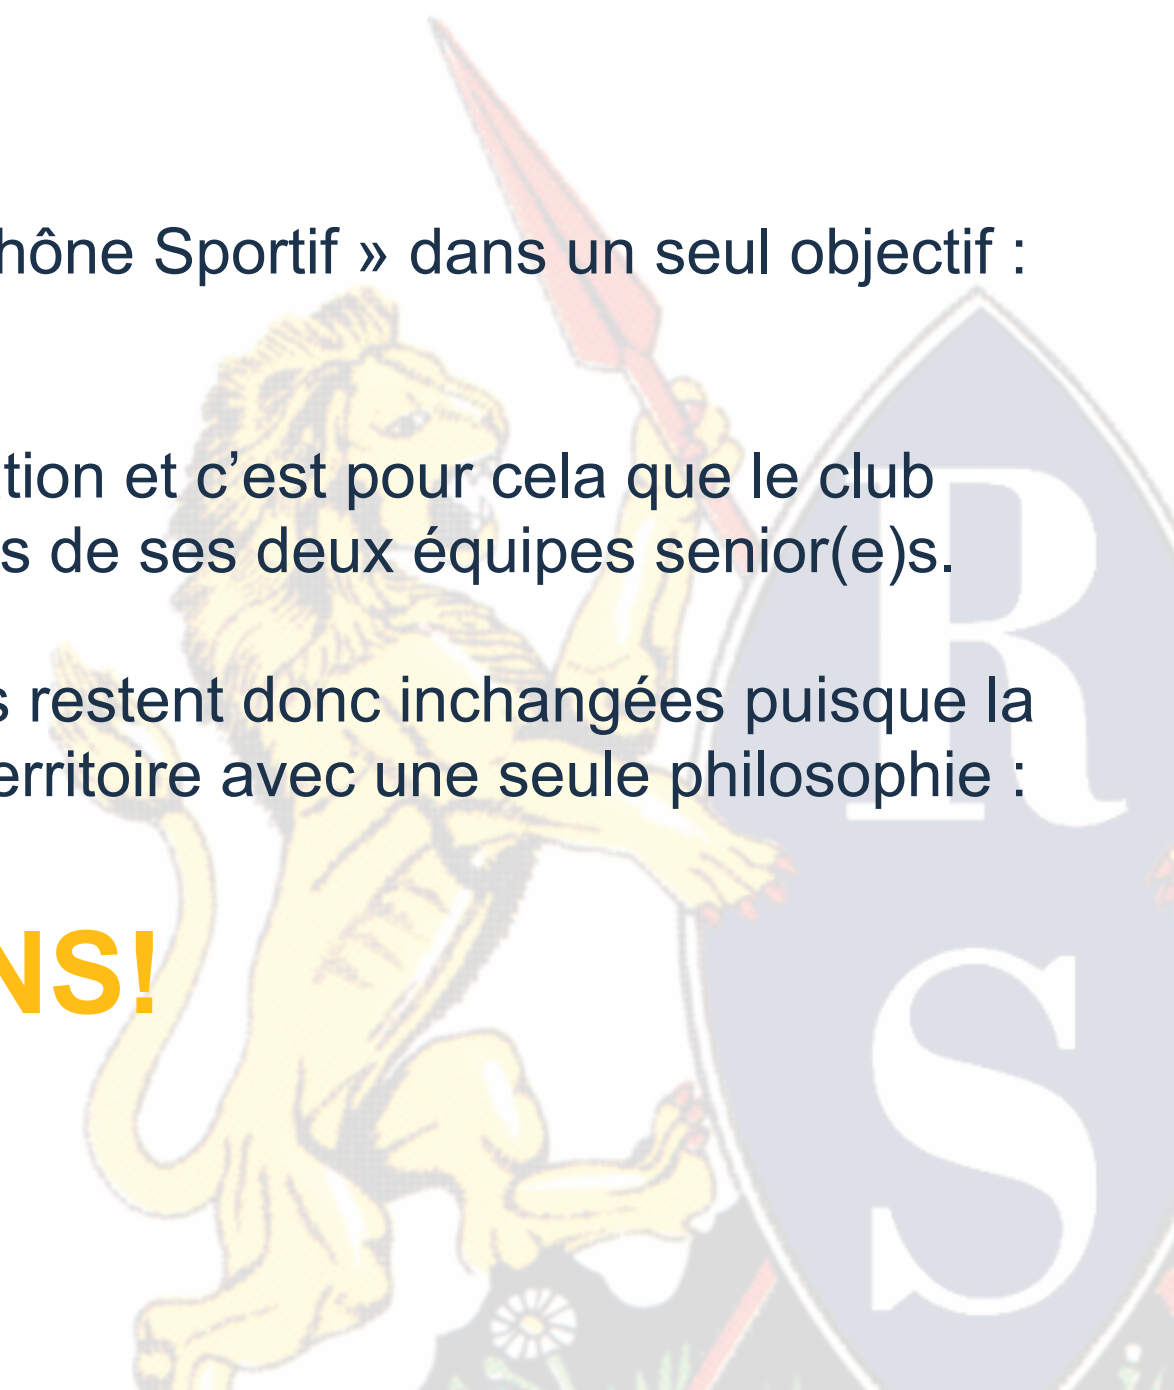 hône Sportif » dans un seul objectif :
tion et c’est pour cela que le club
s de ses deux équipes senior(e)s.
s restent donc inchangées puisque la
erritoire avec une seule philosophie :
NS!
R
S